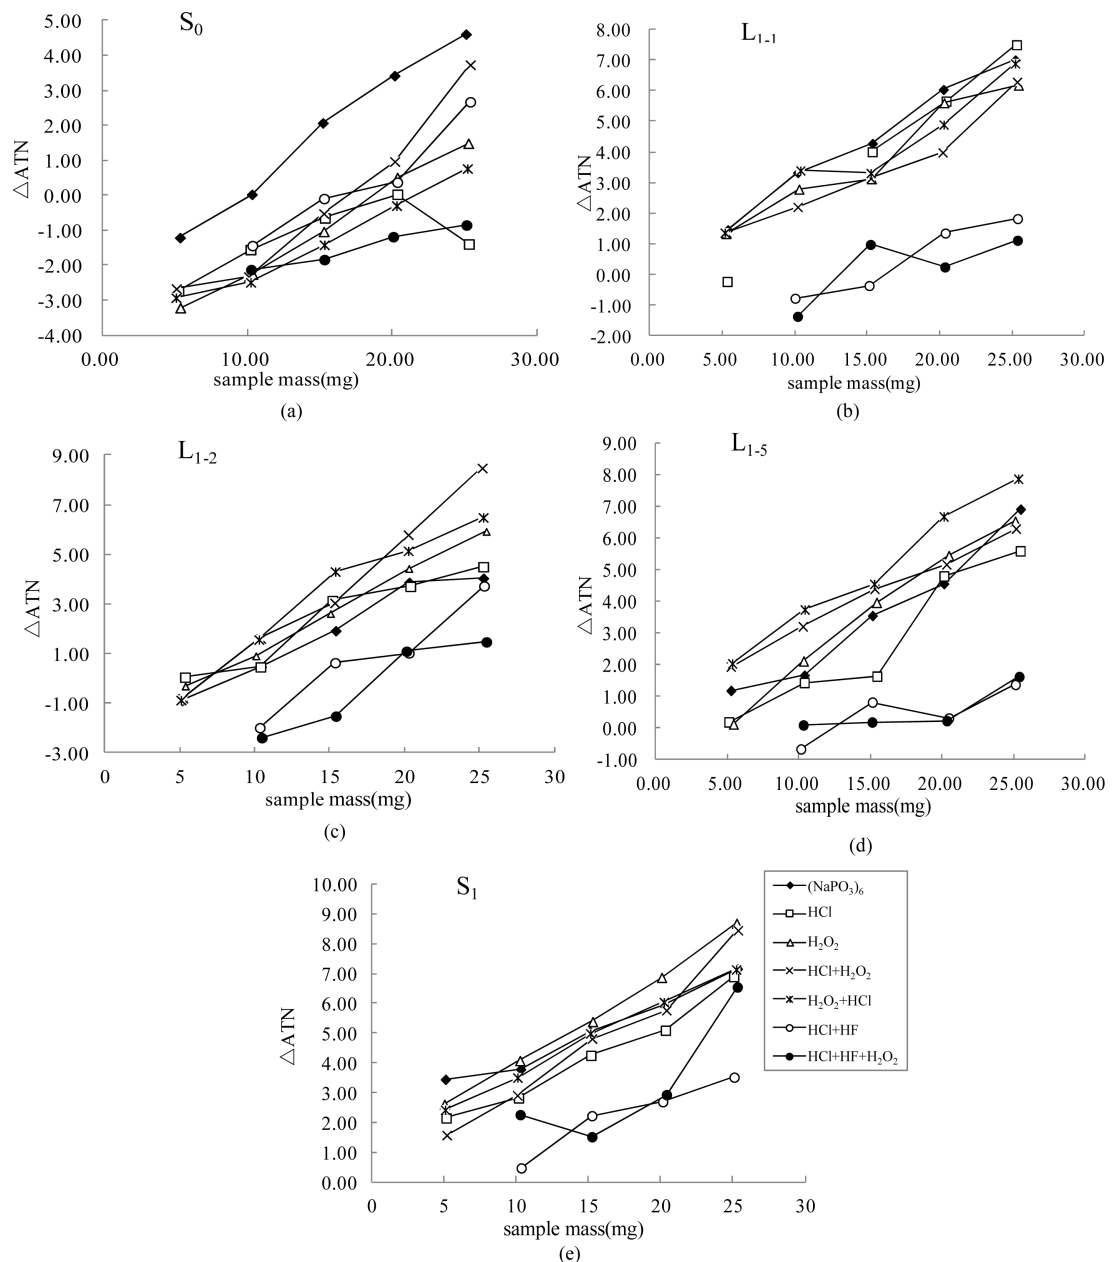 S0
△ATN
5.00
4.00
3.00
2.00
1.00
0.00
-1.00
-2.00
-3.00
-4.00
0.00 10.00 20.00 30.00
sample mass(mg)
(a)
L1-1
△ATN
8.00
7.00
6.00
5.00
4.00
3.00
2.00
1.00
0.00
-1.00
-2.00
0.00 5.00 10.00 15.00 20.00 25.00 30.00
sample mass(mg)
(b)
L1-2
△ATN
9.00
7.00
5.00
3.00
1.00
-1.00
-3.00
0 5 10 15 20 25 30
sample mass(mg)
(c)
L1-5
△ATN
9.00
8.00
7.00
6.00
5.00
4.00
3.00
2.00
1.00
0.00
-1.00
0.00 5.00 10.00 15.00 20.00 25.00 30.00
sample mass(mg)
(d)
S1
△ATN
10.00
9.00
8.00
7.00
6.00
5.00
4.00
3.00
2.00
1.00
0.00
0 5 10 15 20 25 30
sample mass(mg)
(e)
(NaPO3)6
HCl
H2O2
HCl+H2O2
H2O2+HCl
HCl+HF
HCl+HF+H2O2